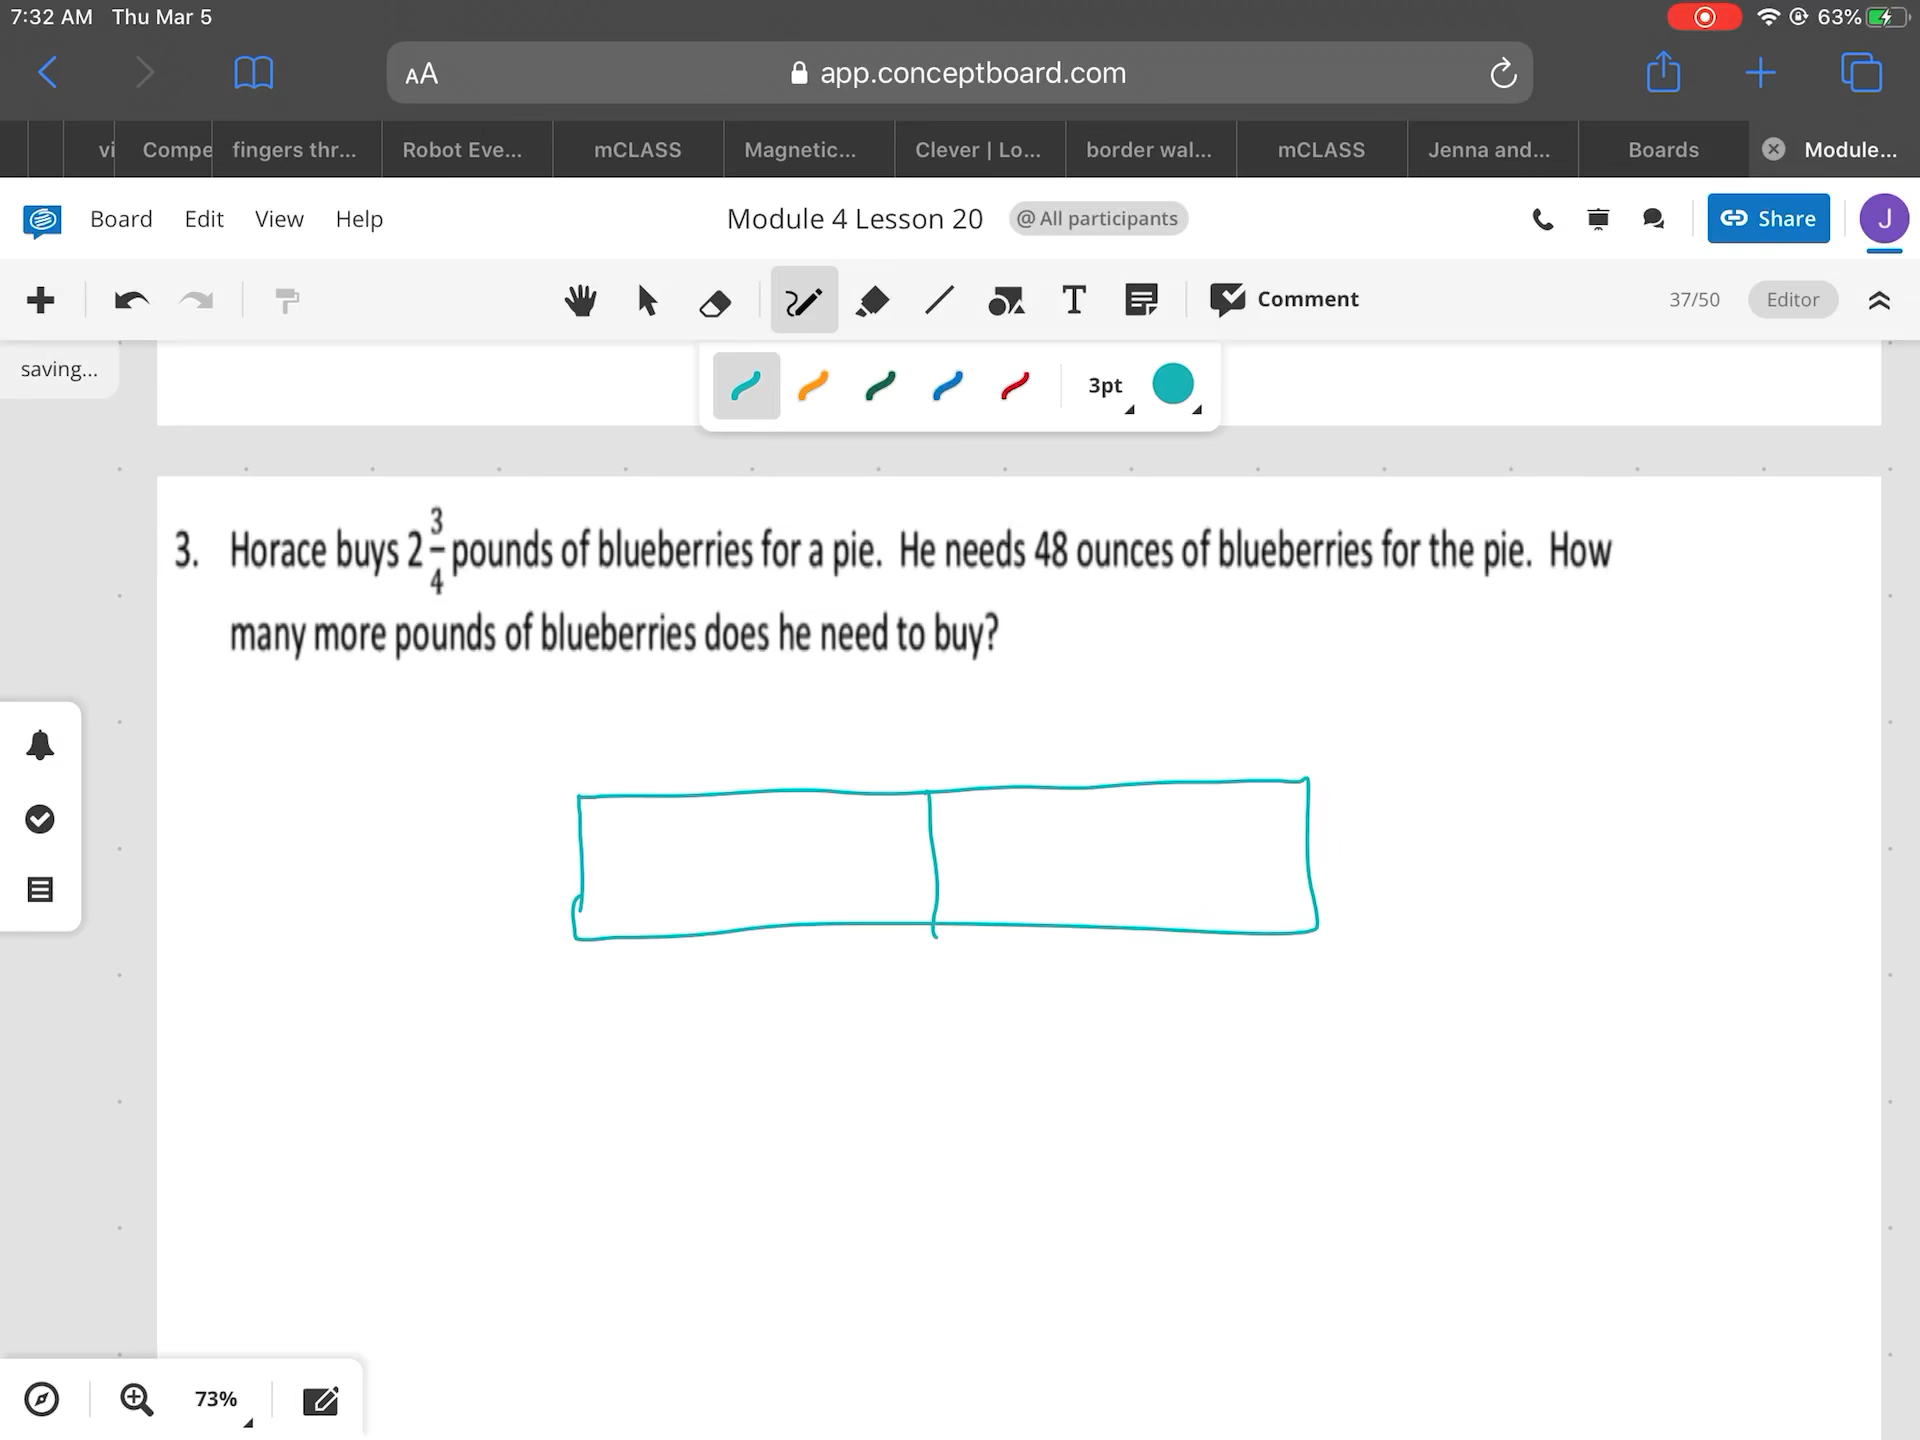 7:32 AM Thu Mar 5
63%
AA
app.conceptboard.com
vi
Compe
fingers thr...
Robot Eve...
mCLASS
Magnetic...
Clever | Lo...
border wal...
mCLASS
Jenna and...
Boards
Module...
Board Edit View Help
Module 4 Lesson 20
@ All participants
Share
J
T
Comment
37/50
Editor
saving...
3pt
3. Horace buys 2 3/4 pounds of blueberries for a pie. He needs 48 ounces of blueberries for the pie. How
many more pounds of blueberries does he need to buy?
73%